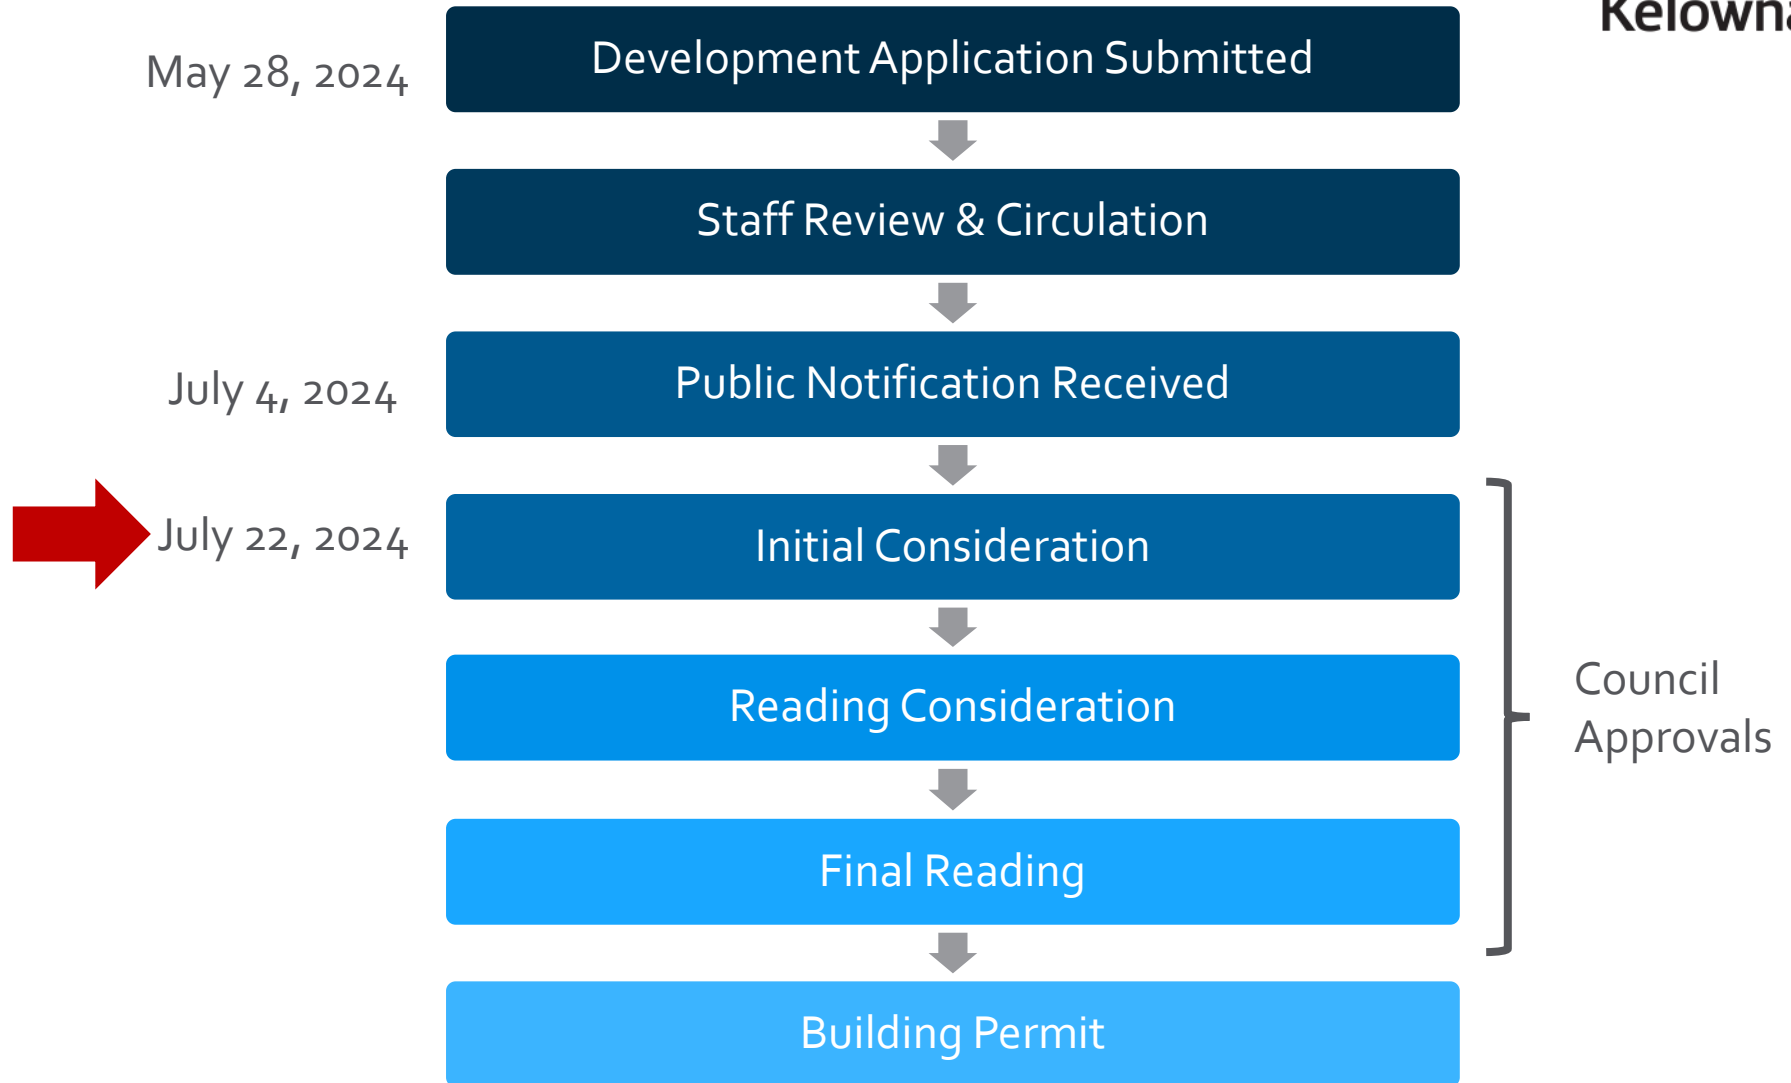 Kelowna
May 28, 2024
Development Application Submitted
Staff Review & Circulation
July 4, 2024
Public Notification Received
July 22, 2024
Initial Consideration
Reading Consideration
Council
Approvals
Final Reading
Building Permit